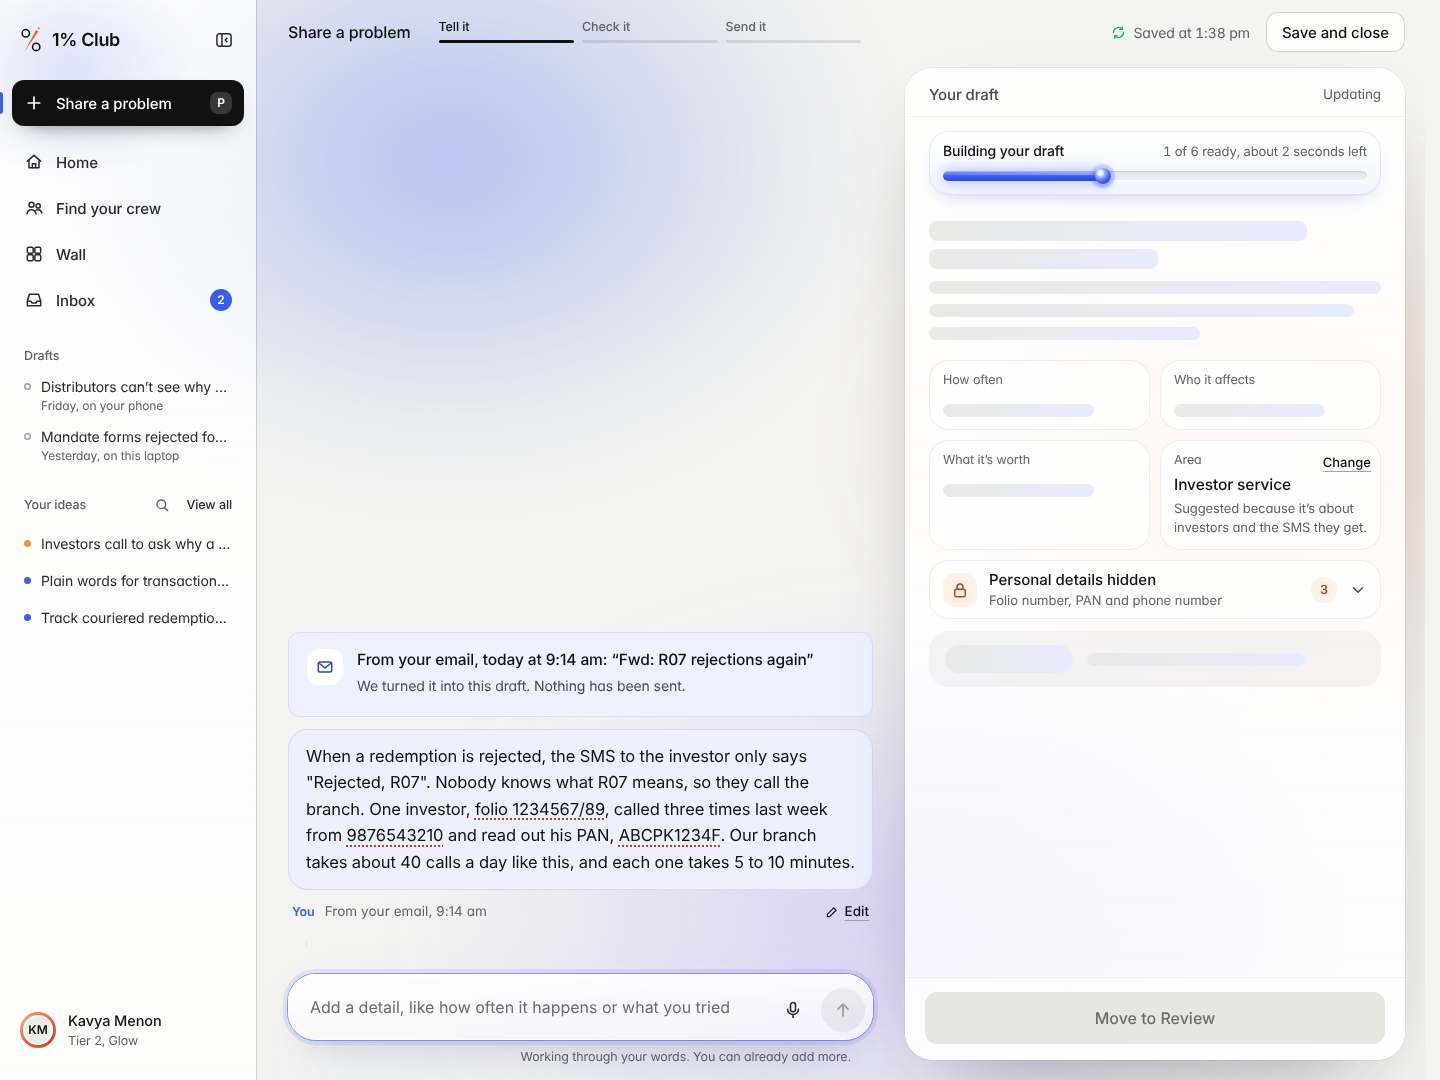 1% Club
Share a problem P
Home
Find your crew
Wall
Inbox 2
Drafts
Distributors can’t see why ...
Friday, on your phone
Mandate forms rejected fo...
Yesterday, on this laptop
Your ideas View all
Investors call to ask why a ...
Plain words for transaction...
Track couriered redemptio...
KM Kavya Menon
Tier 2, Glow
Share a problem
Tell it
Check it
Send it
Saved at 1:38 pm
Save and close
From your email, today at 9:14 am: “Fwd: R07 rejections again”
We turned it into this draft. Nothing has been sent.
When a redemption is rejected, the SMS to the investor only says
"Rejected, R07". Nobody knows what R07 means, so they call the
branch. One investor, folio 1234567/89, called three times last week
from 9876543210 and read out his PAN, ABCPK1234F. Our branch
takes about 40 calls a day like this, and each one takes 5 to 10 minutes.
You From your email, 9:14 am Edit
Add a detail, like how often it happens or what you tried
Working through your words. You can already add more.
Your draft Updating
Building your draft 1 of 6 ready, about 2 seconds left
How often
Who it affects
What it’s worth
Area Change
Investor service
Suggested because it’s about
investors and the SMS they get.
Personal details hidden 3
Folio number, PAN and phone number
Move to Review